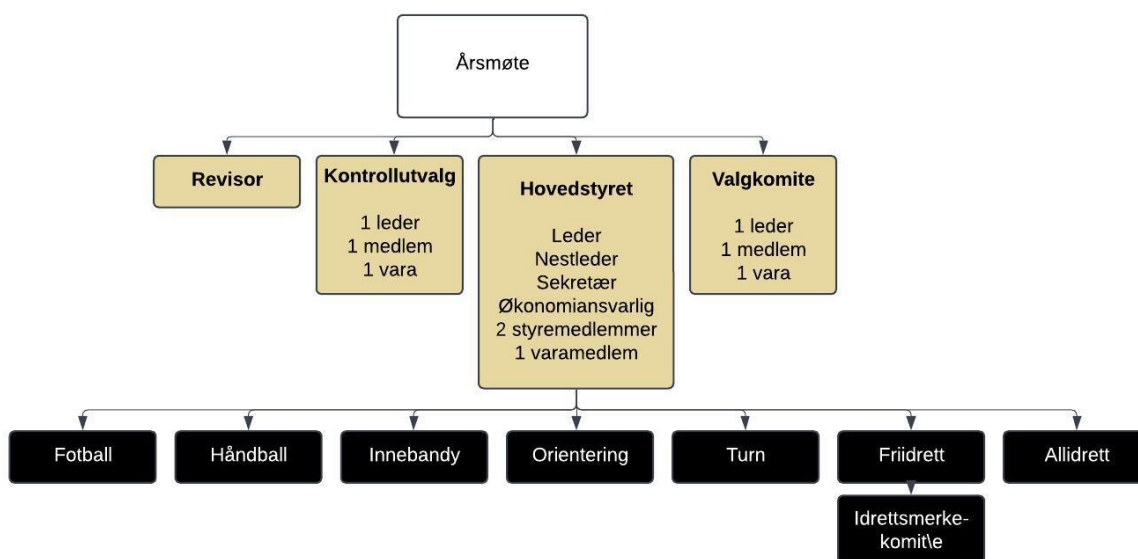 Årsmøte
Revisor
Kontrollutvalg
1 leder
1 medlem
1 vara
Hovedstyret
Leder
Nestleder
Sekretær
Økonomiansvarlig
2 styremedlemmer
1 varamedlem
Valgkomite
1 leder
1 medlem
1 vara
Fotball
Håndball
Innebandy
Orientering
Turn
Friidrett
Allidrett
Idrettsmerke-
komit\e